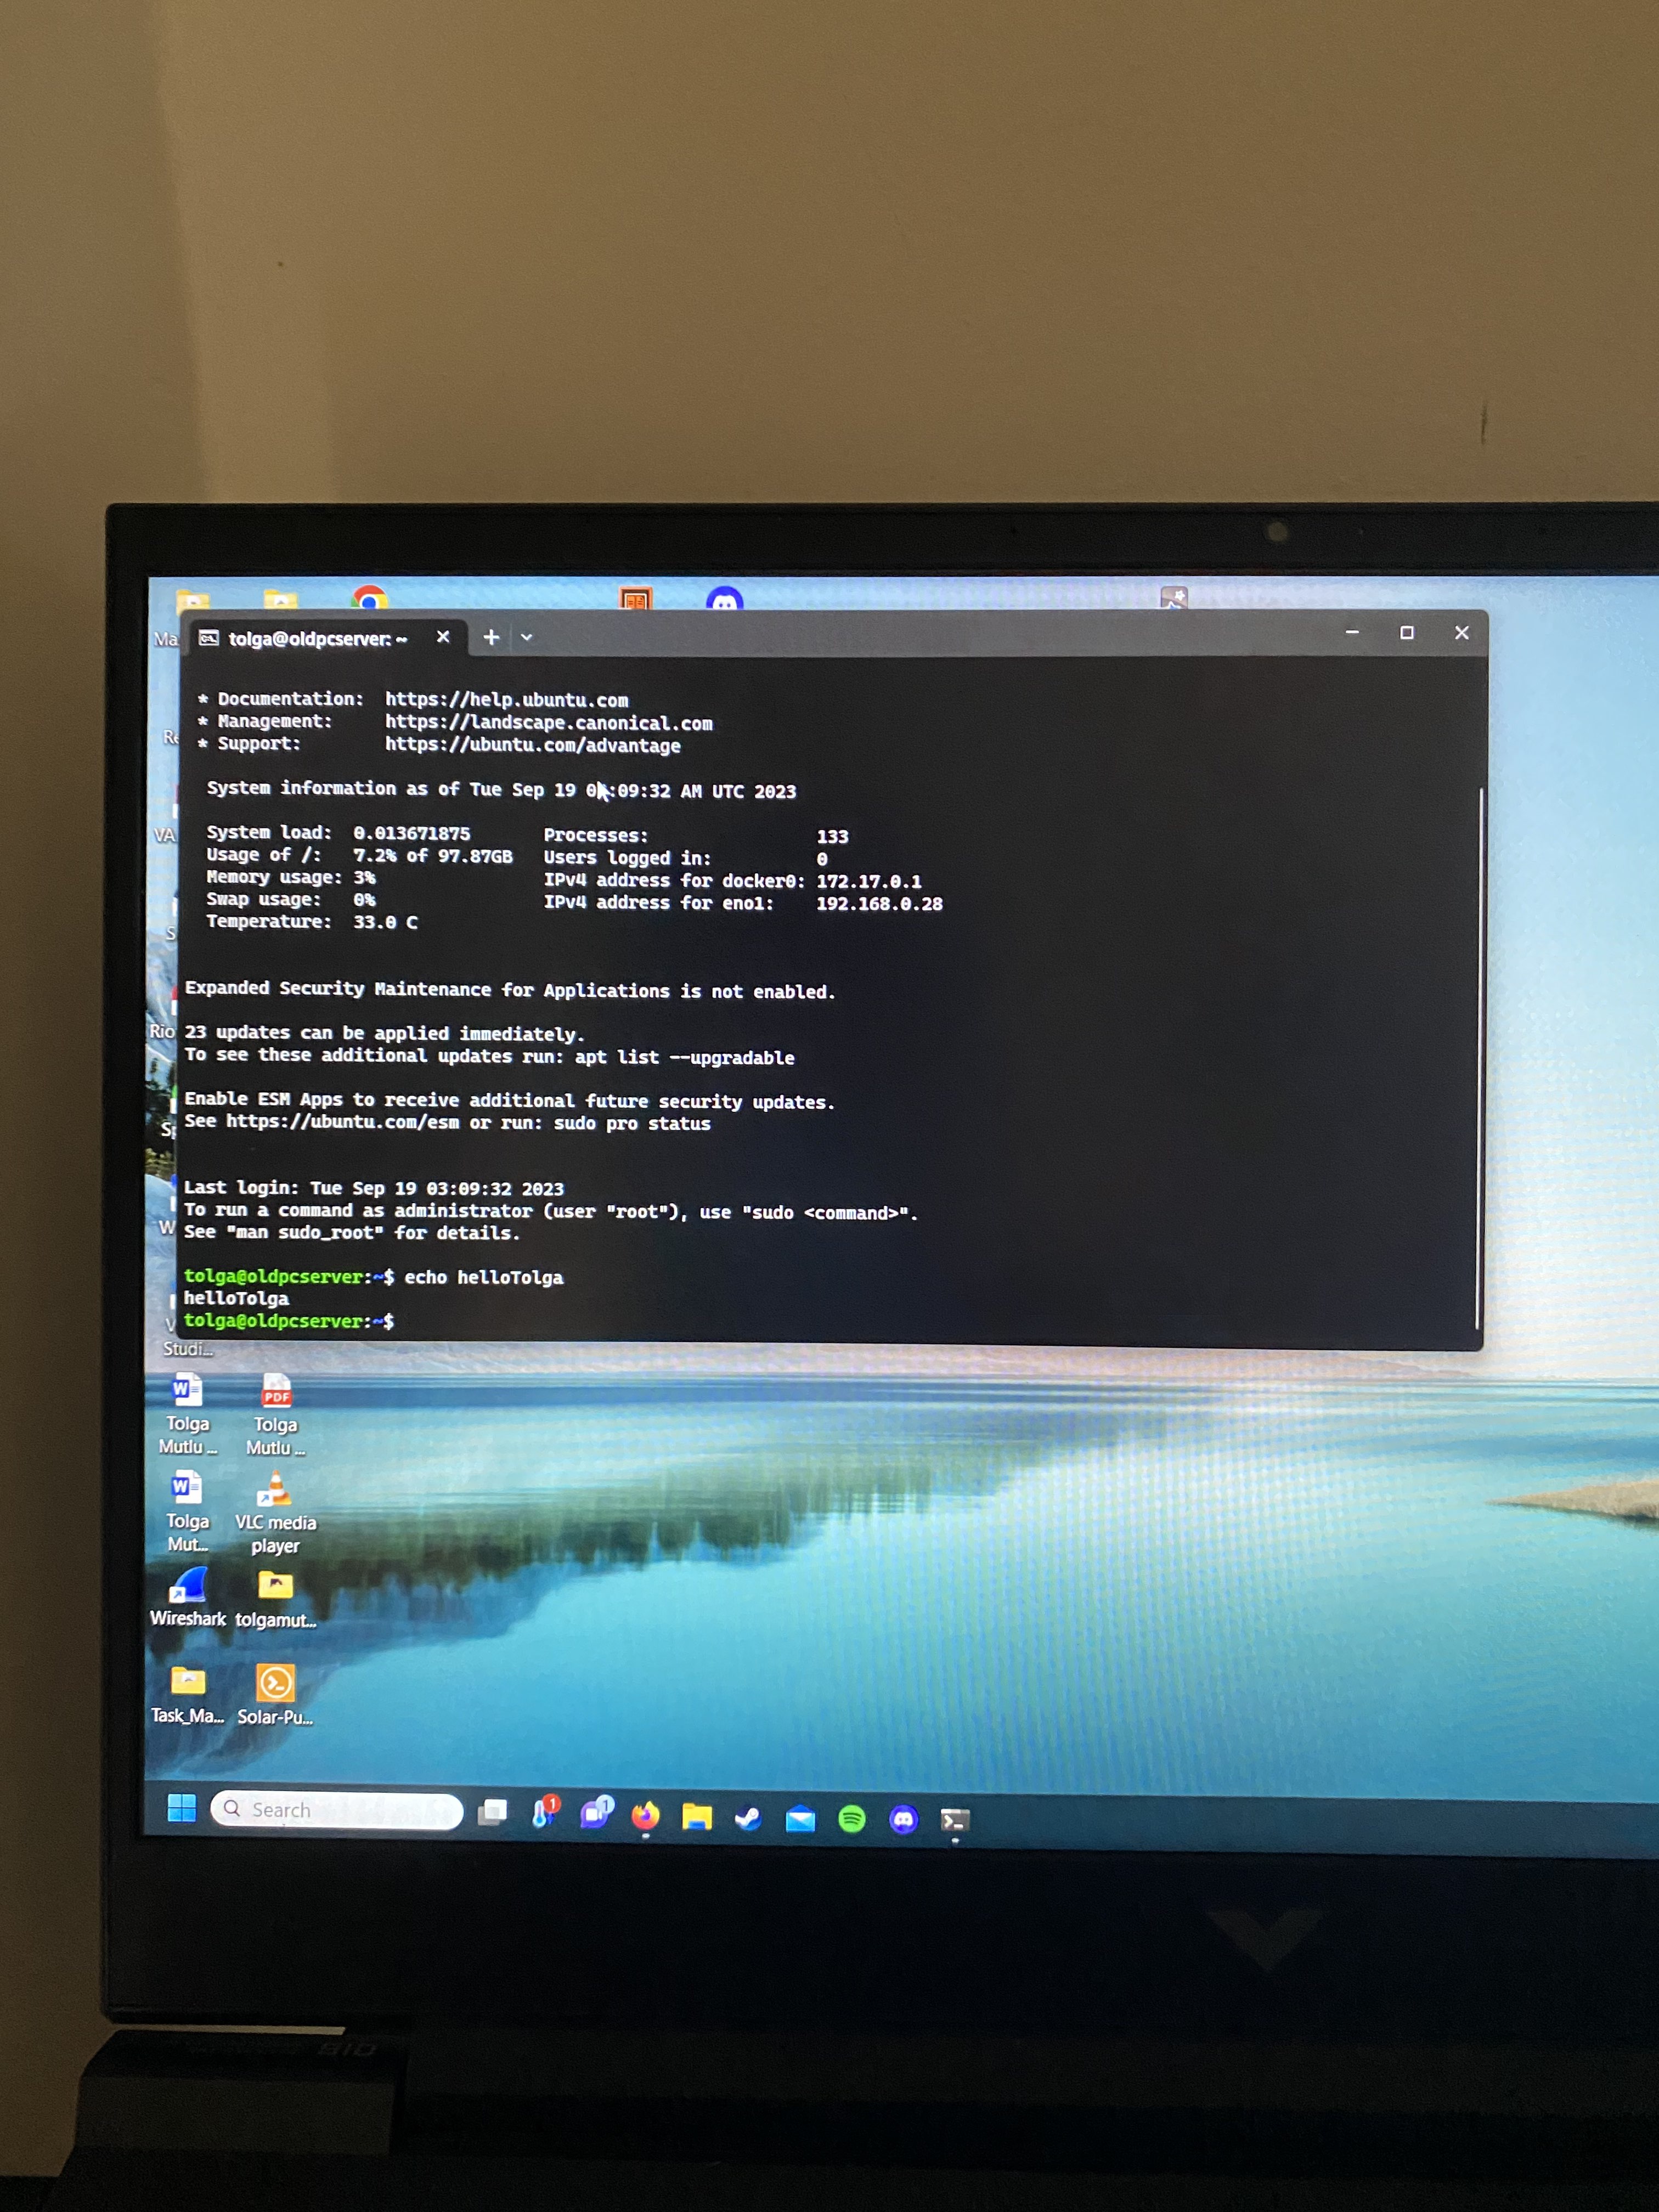 tolga@oldpcserver: ~
* Documentation: https://help.ubuntu.com
* Management: https://landscape.canonical.com
* Support: https://ubuntu.com/advantage
System information as of Tue Sep 19 :09:32 AM UTC 2023
System load: 0.013671875 Processes: 133
Usage of /: 7.2% of 97.87GB Users logged in: 0
Memory usage: 3% IPv4 address for docker0: 172.17.0.1
Swap usage: 0% IPv4 address for eno1: 192.168.0.28
Temperature: 33.0 C
Expanded Security Maintenance for Applications is not enabled.
23 updates can be applied immediately.
To see these additional updates run: apt list --upgradable
Enable ESM Apps to receive additional future security updates.
See https://ubuntu.com/esm or run: sudo pro status
Last login: Tue Sep 19 03:09:32 2023
To run a command as administrator (user "root"), use "sudo <command>".
See "man sudo_root" for details.
tolga@oldpcserver:~$ echo helloTolga
helloTolga
tolga@oldpcserver:~$
Ma
Re
VA
S
Rio
Sp
W
V
Studi...
Tolga Tolga
Mutlu ... Mutlu ...
Tolga VLC media
Mut... player
Wireshark tolgamut...
Task_Ma... Solar-Pu...
PDF
Search
1
1